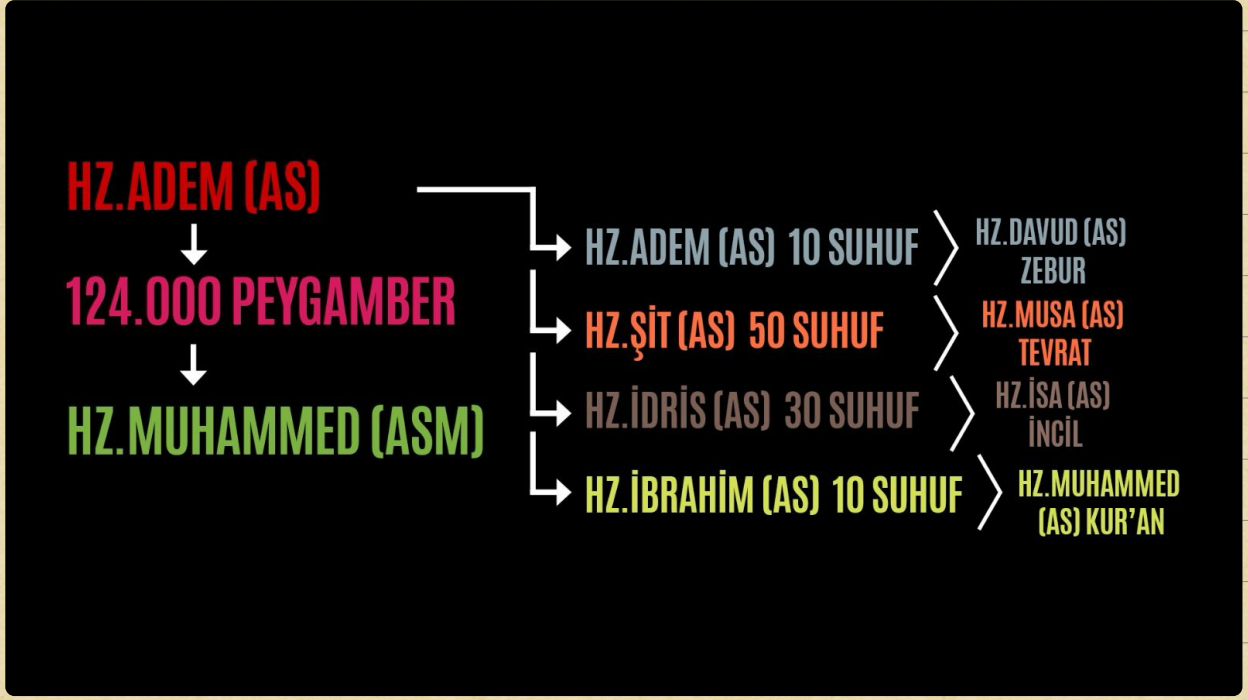 HZ.ADEM (AS)
124.000 PEYGAMBER
HZ.MUHAMMED (ASM)
HZ.ADEM (AS) 10 SUHUF
HZ.ŞİT (AS) 50 SUHUF
HZ.İDRİS (AS) 30 SUHUF
HZ.İBRAHİM (AS) 10 SUHUF
HZ.DAVUD (AS)
ZEBUR
HZ.MUSA (AS)
TEVRAT
HZ.İSA (AS)
İNCİL
HZ.MUHAMMED
(AS) KUR’AN